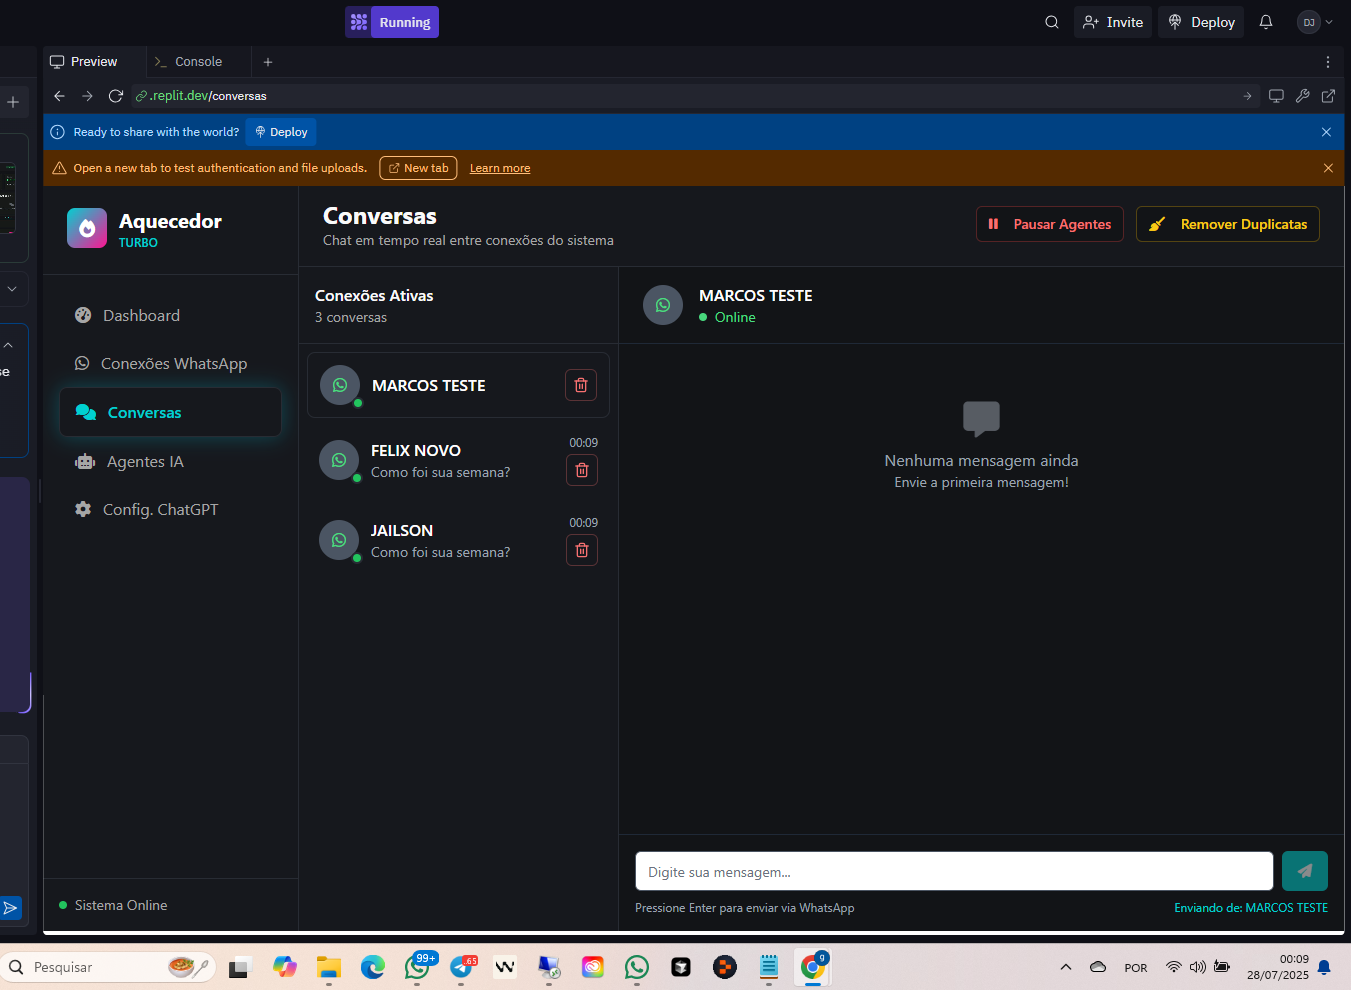 Running
Invite
Deploy
DJ
Preview
Console
.replit.dev/conversas
Ready to share with the world?
Deploy
Open a new tab to test authentication and file uploads.
New tab
Learn more
se
Aquecedor
TURBO
Dashboard
Conexões WhatsApp
Conversas
Agentes IA
Config. ChatGPT
Sistema Online
Conversas
Chat em tempo real entre conexões do sistema
Pausar Agentes
Remover Duplicatas
Conexões Ativas
3 conversas
MARCOS TESTE
FELIX NOVO
00:09
Como foi sua semana?
JAILSON
00:09
Como foi sua semana?
MARCOS TESTE
Online
Nenhuma mensagem ainda
Envie a primeira mensagem!
Digite sua mensagem...
Pressione Enter para enviar via WhatsApp
Enviando de: MARCOS TESTE
Pesquisar
99+
65
g
POR
00:09
28/07/2025